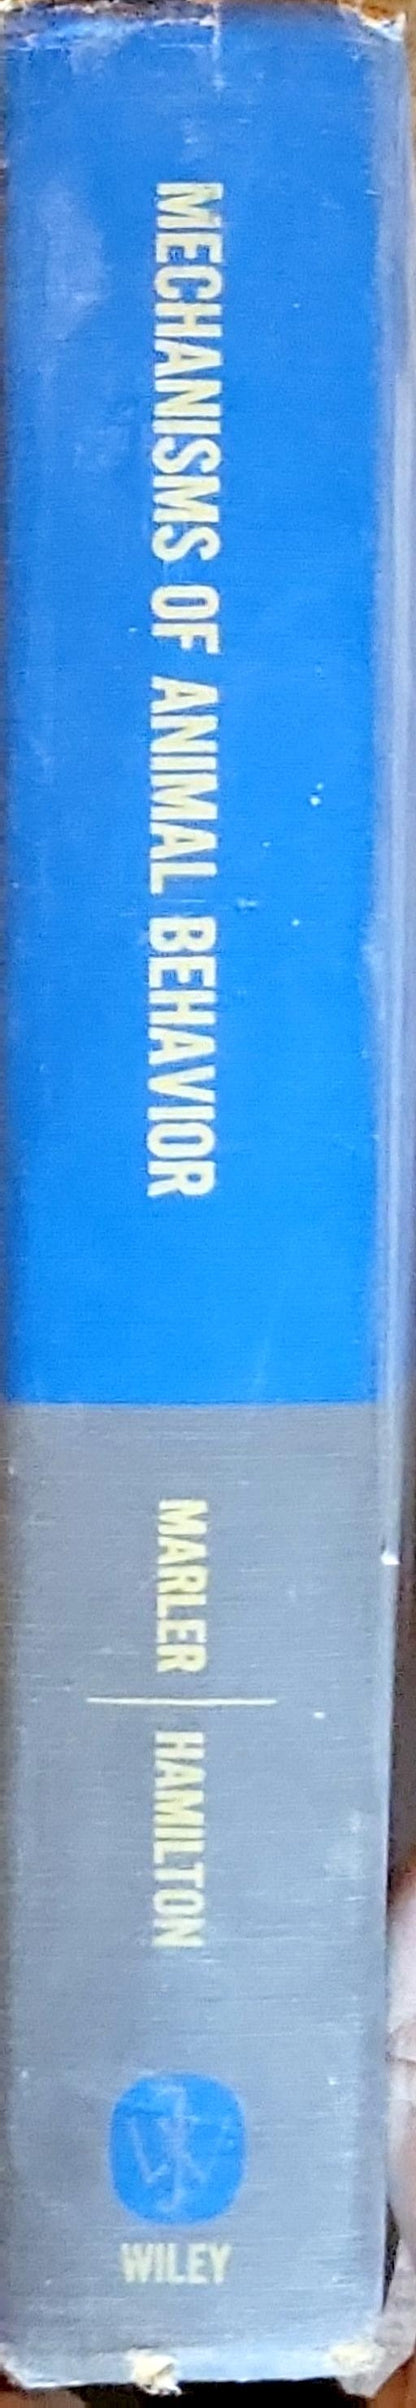 MECHANISMS OF ANIMAL BEHAVIOR
MARLER
HAMILTON
WILEY